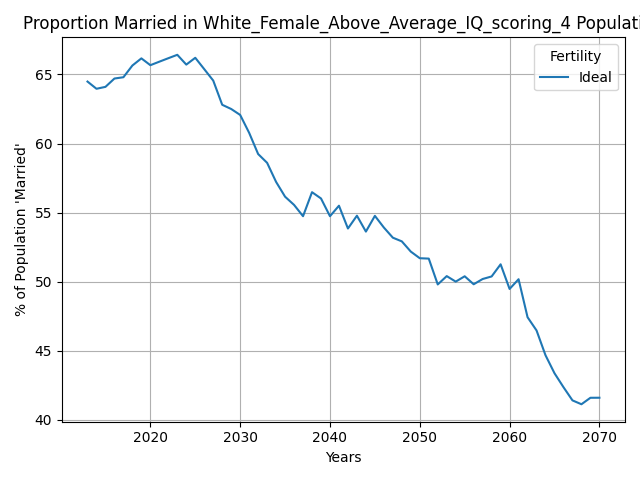 Proportion Married in White_Female_Above_Average_IQ_scoring_4 Populati
Fertility
Ideal
% of Population 'Married'
65
60
55
50
45
40
2020 2030 2040 2050 2060 2070
Years